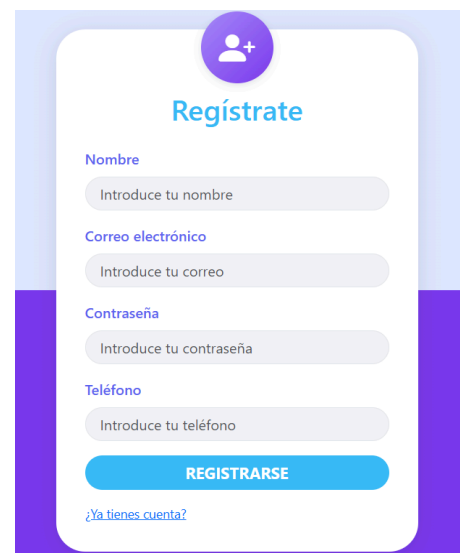 Regístrate
Nombre
Introduce tu nombre
Correo electrónico
Introduce tu correo
Contraseña
Introduce tu contraseña
Teléfono
Introduce tu teléfono
REGISTRARSE
¿Ya tienes cuenta?